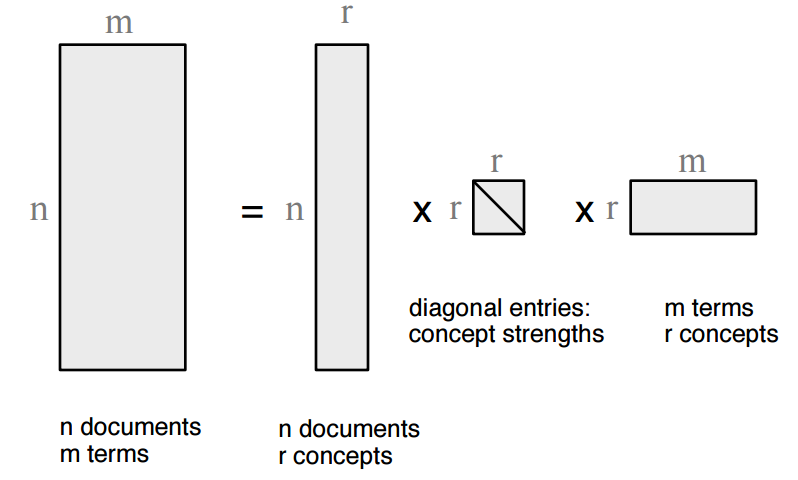 m
r
n
=
n
x
r
r
x
r
m
diagonal entries:
concept strengths
m terms
r concepts
n documents
m terms
n documents
r concepts